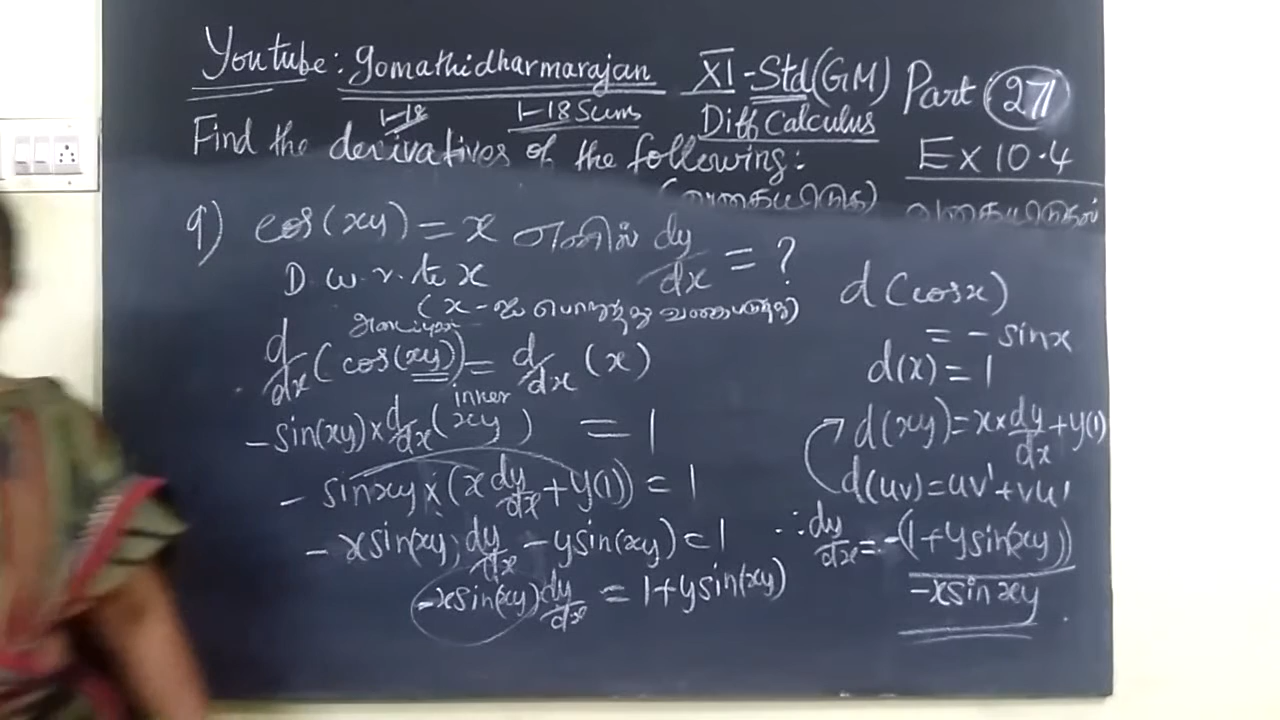 Youtube: gomathidharmarajan XI-Std(GM) Part 27
1-18 1-18 Sums Diff Calculus
Find the derivatives of the following: Ex 10.4
(வகையிடுக) வகையிடுதல்
9) cos(xy) = x எனில் dy/dx = ?
D. w. r. to x
(x-ஐ பொறுத்து வகைபடுத்து)
d/dx (cos(xy)) = d/dx (x)
inner
-sin(xy) × d/dx (xy) = 1
- sinxy × (x dy/dx + y(1)) = 1
- x sin(xy) dy/dx - y sin(xy) = 1
-x sin(xy) dy/dx = 1 + y sin(xy)
d(cosx)
= - sinx
d(x) = 1
d(xy) = x × dy/dx + y(1)
d(uv) = uv' + vu'
∴ dy/dx = -(1 + y sin(xy)) / -x sin xy